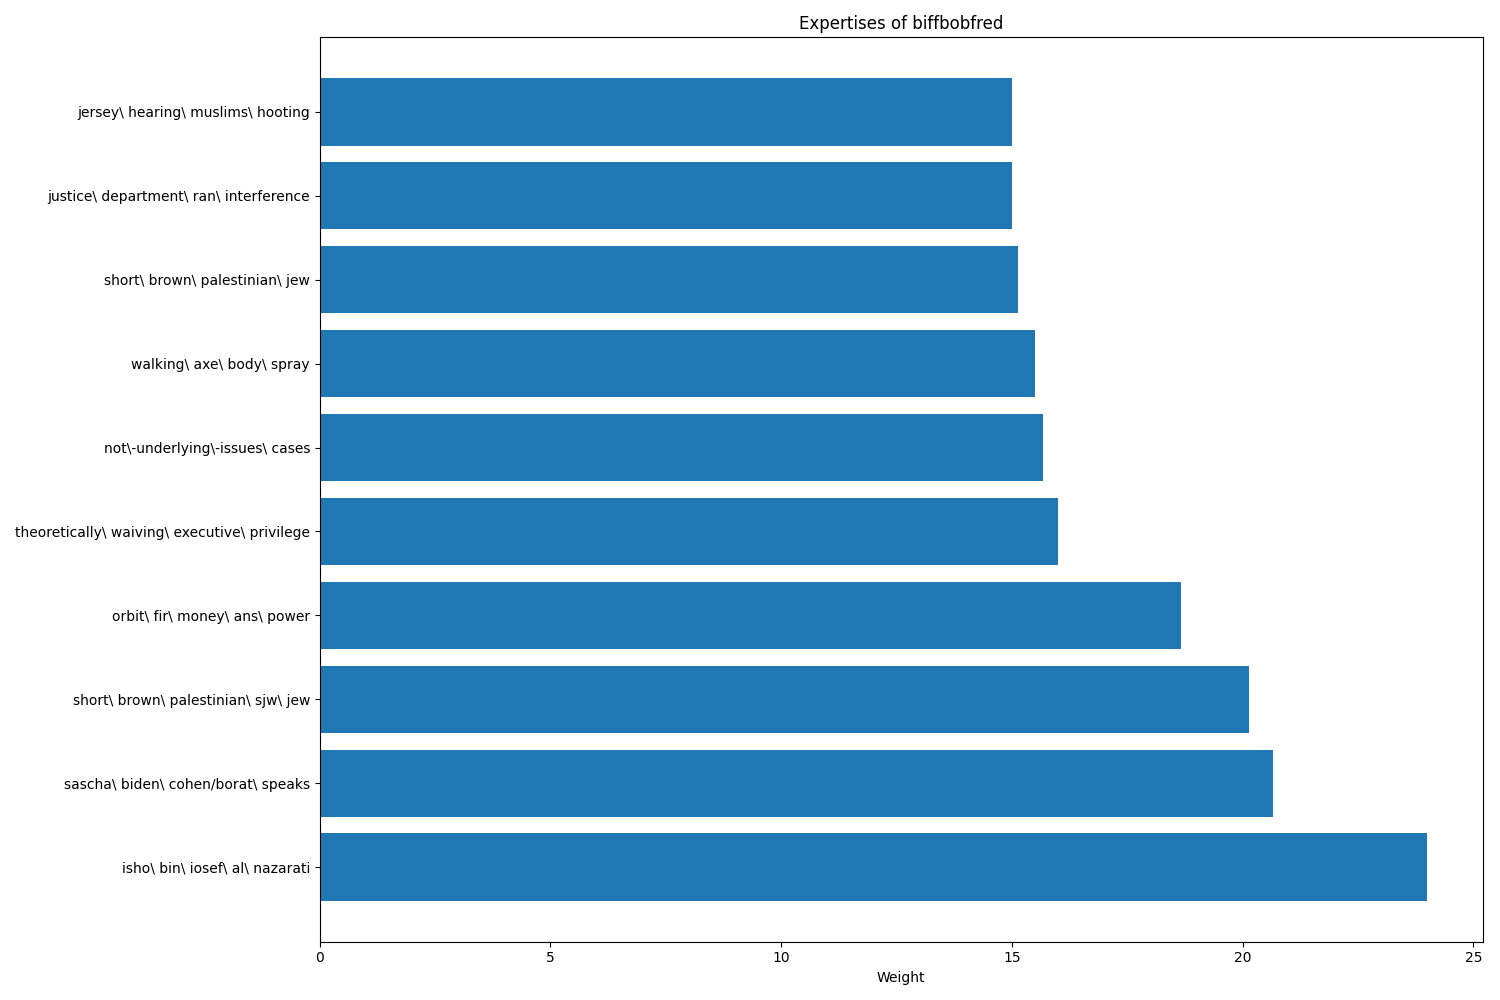 Expertises of biffbobfred
jersey\ hearing\ muslims\ hooting
justice\ department\ ran\ interference
short\ brown\ palestinian\ jew
walking\ axe\ body\ spray
not\-underlying\-issues\ cases
theoretically\ waiving\ executive\ privilege
orbit\ fir\ money\ ans\ power
short\ brown\ palestinian\ sjw\ jew
sascha\ biden\ cohen/borat\ speaks
isho\ bin\ iosef\ al\ nazarati
0 5 10 15 20 25
Weight